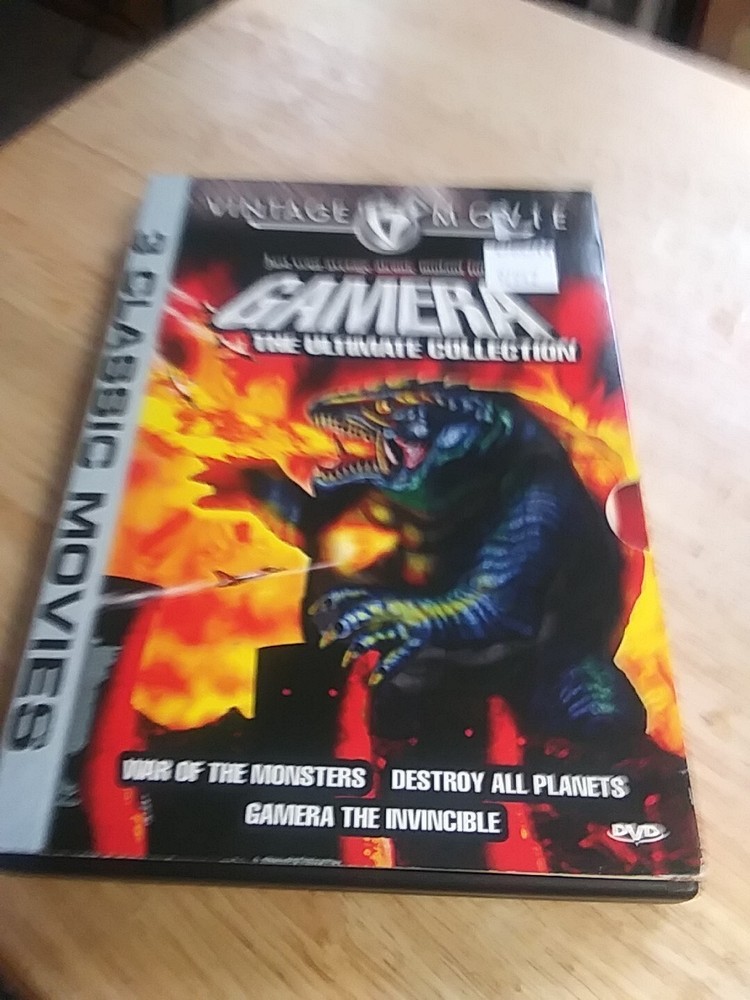 VINTAGE MOVIE
GAMERA
THE ULTIMATE COLLECTION
3 CLASSIC MOVIES
WAR OF THE MONSTERS DESTROY ALL PLANETS
GAMERA THE INVINCIBLE
DVD